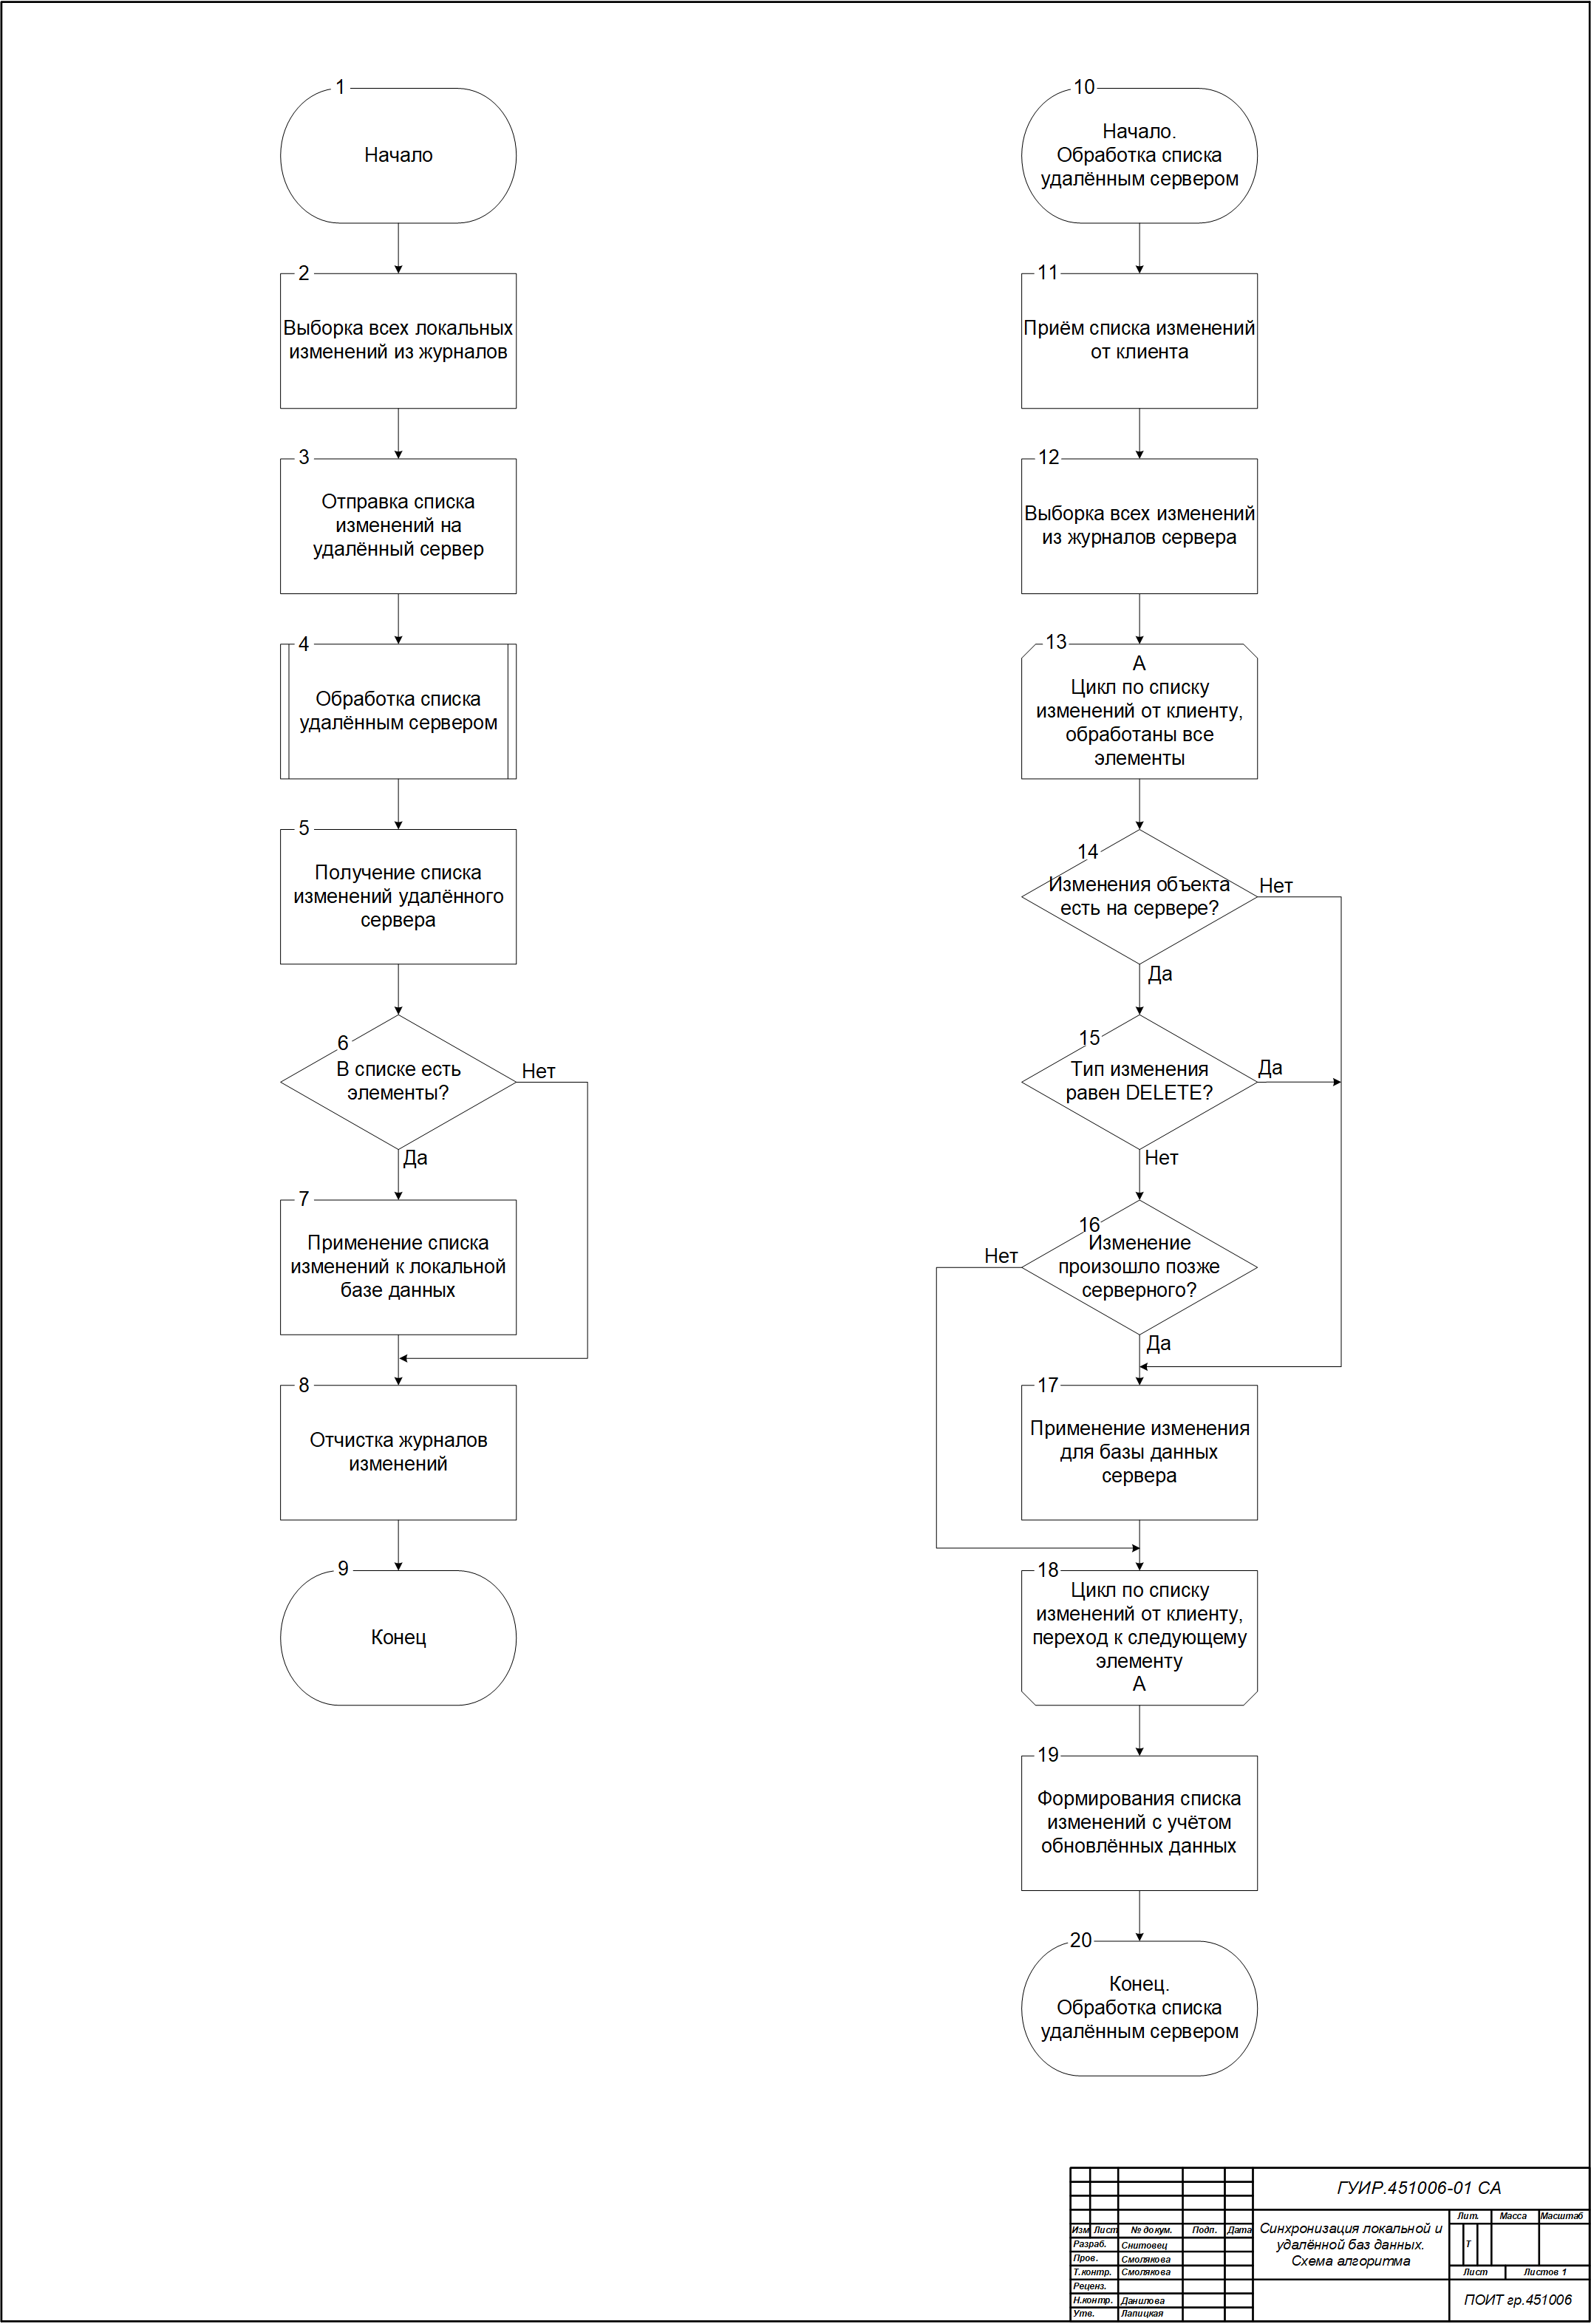 1
Начало
2
Выборка всех локальных
изменений из журналов
3
Отправка списка
изменений на
удалённый сервер
4
Обработка списка
удалённым сервером
5
Получение списка
изменений удалённого
сервера
6
В списке есть
элементы?
Нет
Да
7
Применение списка
изменений к локальной
базе данных
8
Отчистка журналов
изменений
9
Конец
10
Начало.
Обработка списка
удалённым сервером
11
Приём списка изменений
от клиента
12
Выборка всех изменений
из журналов сервера
13
А
Цикл по списку
изменений от клиенту,
обработаны все
элементы
14
Изменения объекта
есть на сервере?
Нет
Да
15
Тип изменения
равен DELETE?
Да
Нет
16
Изменение
произошло позже
серверного?
Нет
Да
17
Применение изменения
для базы данных
сервера
18
Цикл по списку
изменений от клиенту,
переход к следующему
элементу
А
19
Формирования списка
изменений с учётом
обновлённых данных
20
Конец.
Обработка списка
удалённым сервером
ГУИР.451006-01 СА
Изм Лист № докум. Подп. Дата
Разраб. Снитовец
Пров. Смолякова
Т.контр. Смолякова
Реценз.
Н.контр. Данилова
Утв. Лапицкая
Синхронизация локальной и
удалённой баз данных.
Схема алгоритма
Лит. Масса Масштаб
Т
Лист Листов 1
ПОИТ гр.451006